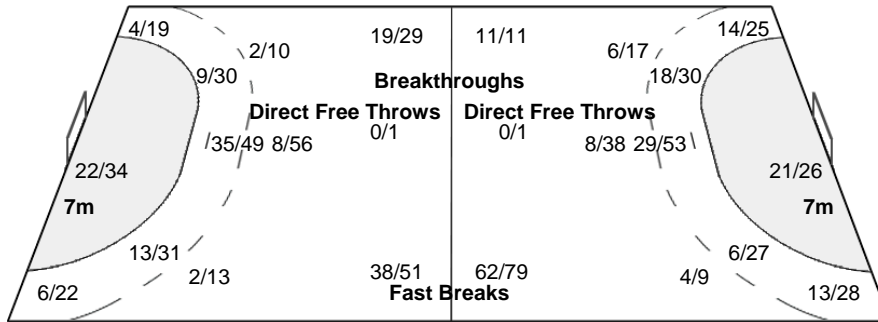 4/19 19/29 11/11 14/25
2/10 6/17
9/30 Breakthroughs 18/30
Direct Free Throws Direct Free Throws
0/1 0/1
35/49 8/56 8/38 29/53
22/34 21/26
7m 7m
13/31 6/27
2/13 38/51 62/79 4/9
6/22 Fast Breaks 13/28